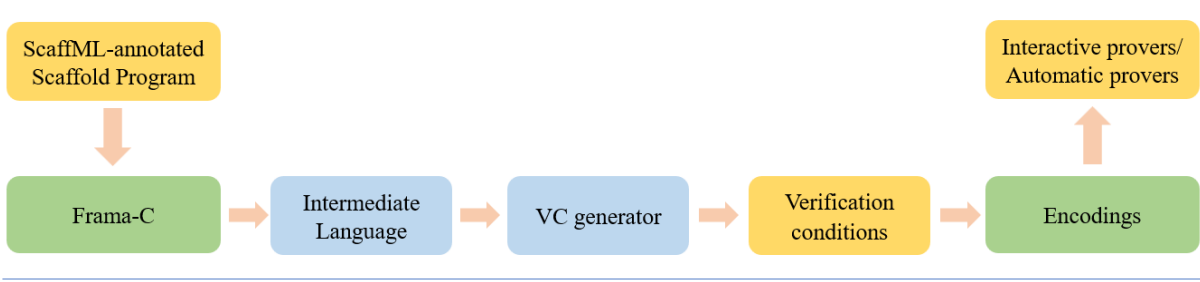 ScaffML-annotated
Scaffold Program
Interactive provers/
Automatic provers
Frama-C
Intermediate
Language
VC generator
Verification
conditions
Encodings